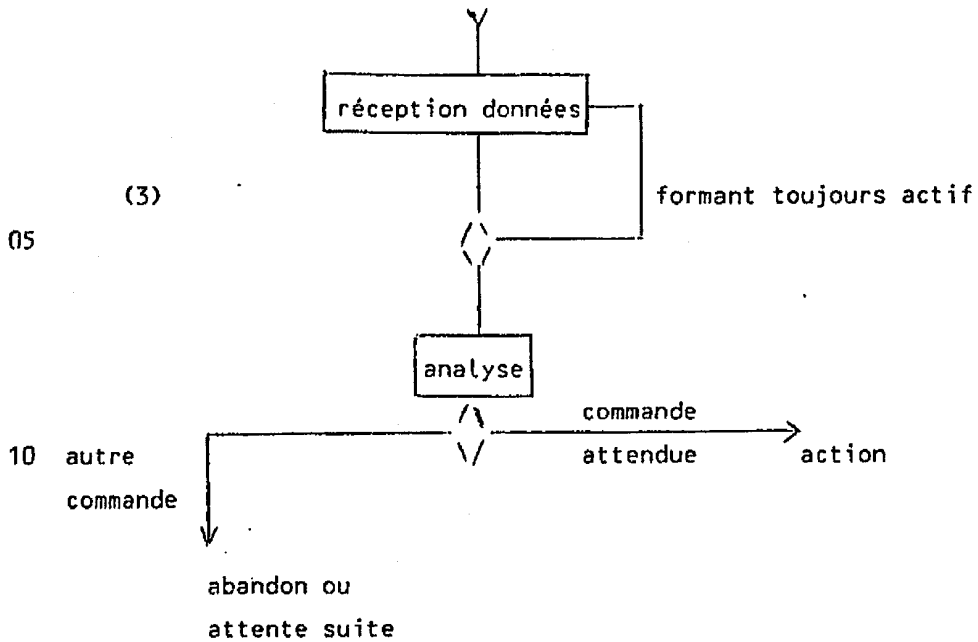 réception données
(3)
formant toujours actif
05
analyse
commande
10 autre
attendue
action
commande
abandon ou
attente suite